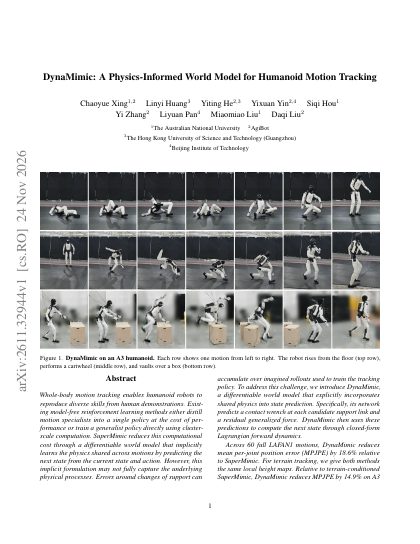 DynaMimic: A Physics-Informed World Model for Humanoid Motion Tracking
Chaoyue Xing1,2 Linyi Huang3 Yiting He2,3 Yixuan Yin2,4 Siqi Hou1
Yi Zhang2 Liyuan Pan4 Miaomiao Liu1 Daqi Liu2
1The Australian National University 2AgiBot
3The Hong Kong University of Science and Technology (Guangzhou)
4Beijing Institute of Technology
arXiv:2611.32944v1 [cs.RO] 24 Nov 2026
Figure 1. DynaMimic on an A3 humanoid. Each row shows one motion from left to right. The robot rises from the floor (top row),
performs a cartwheel (middle row), and vaults over a box (bottom row).
Abstract
Whole-body motion tracking enables humanoid robots to
reproduce diverse skills from human demonstrations. Exist-
ing model-free reinforcement learning methods either distill
motion specialists into a single policy at the cost of per-
formance or train a generalist policy directly using cluster-
scale computation. SuperMimic reduces this computational
cost through a differentiable world model that implicitly
learns the physics shared across motions by predicting the
next state from the current state and action. However, this
implicit formulation may not fully capture the underlying
physical processes. Errors around changes of support can
accumulate over imagined rollouts used to train the tracking
policy. To address this challenge, we introduce DynaMimic,
a differentiable world model that explicitly incorporates
shared physics into state prediction. Specifically, its network
predicts a contact wrench at each candidate support link and
a residual generalized force. DynaMimic then uses these
predictions to compute the next state through closed-form
Lagrangian forward dynamics.
Across 60 full LAFAN1 motions, DynaMimic reduces
mean per-joint position error (MPJPE) by 18.6% relative
to SuperMimic. For terrain tracking, we give both methods
the same local height maps. Relative to terrain-conditioned
SuperMimic, DynaMimic reduces MPJPE by 14.9% on A3
1